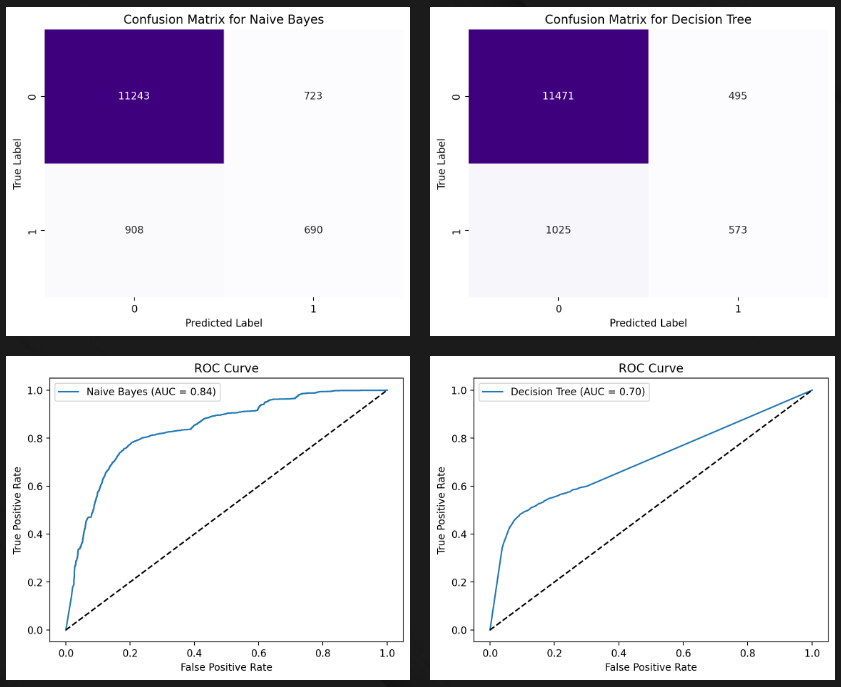 Confusion Matrix for Naive Bayes
0
11243
723
True Label
1
908
690
0
1
Predicted Label
Confusion Matrix for Decision Tree
0
11471
495
True Label
1
1025
573
0
1
Predicted Label
ROC Curve
Naive Bayes (AUC = 0.84)
1.0
0.8
0.6
0.4
0.2
0.0
True Positive Rate
0.0
0.2
0.4
0.6
0.8
1.0
False Positive Rate
ROC Curve
Decision Tree (AUC = 0.70)
1.0
0.8
0.6
0.4
0.2
0.0
True Positive Rate
0.0
0.2
0.4
0.6
0.8
1.0
False Positive Rate